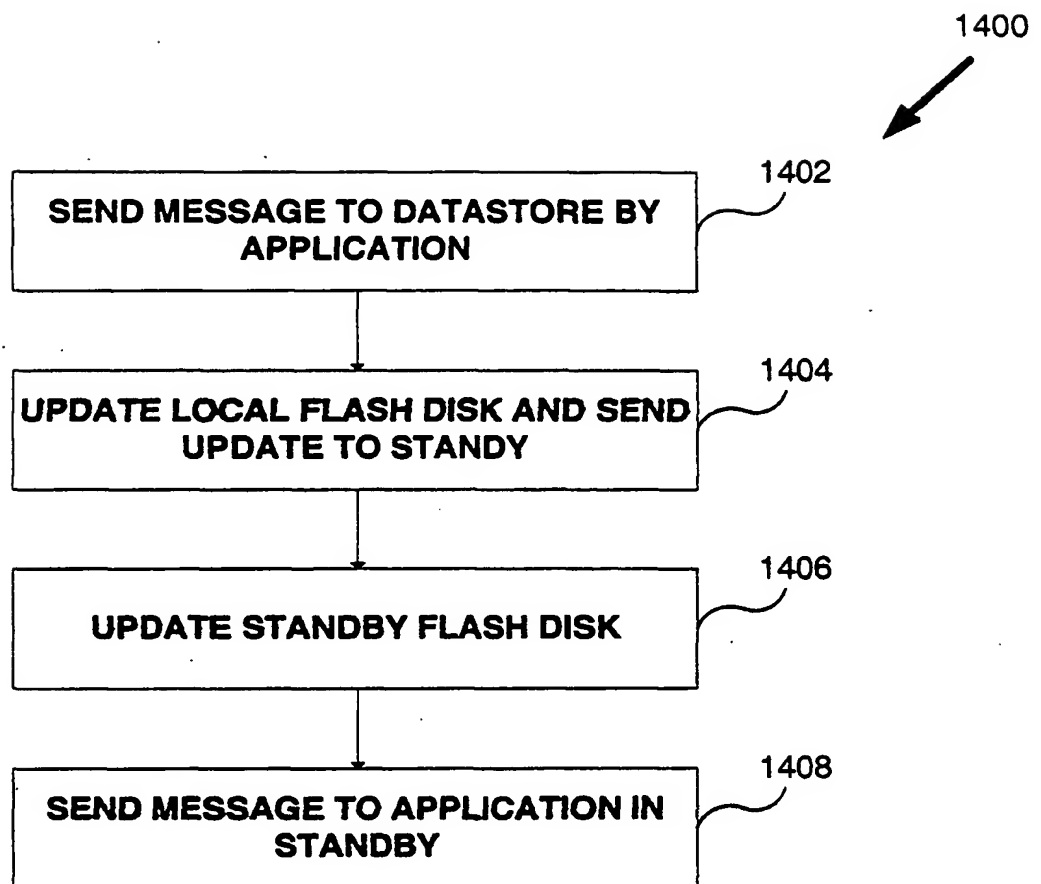 1400
1402
SEND MESSAGE TO DATASTORE BY
APPLICATION
1404
UPDATE LOCAL FLASH DISK AND SEND
UPDATE TO STANDY
1406
UPDATE STANDBY FLASH DISK
1408
SEND MESSAGE TO APPLICATION IN
STANDBY